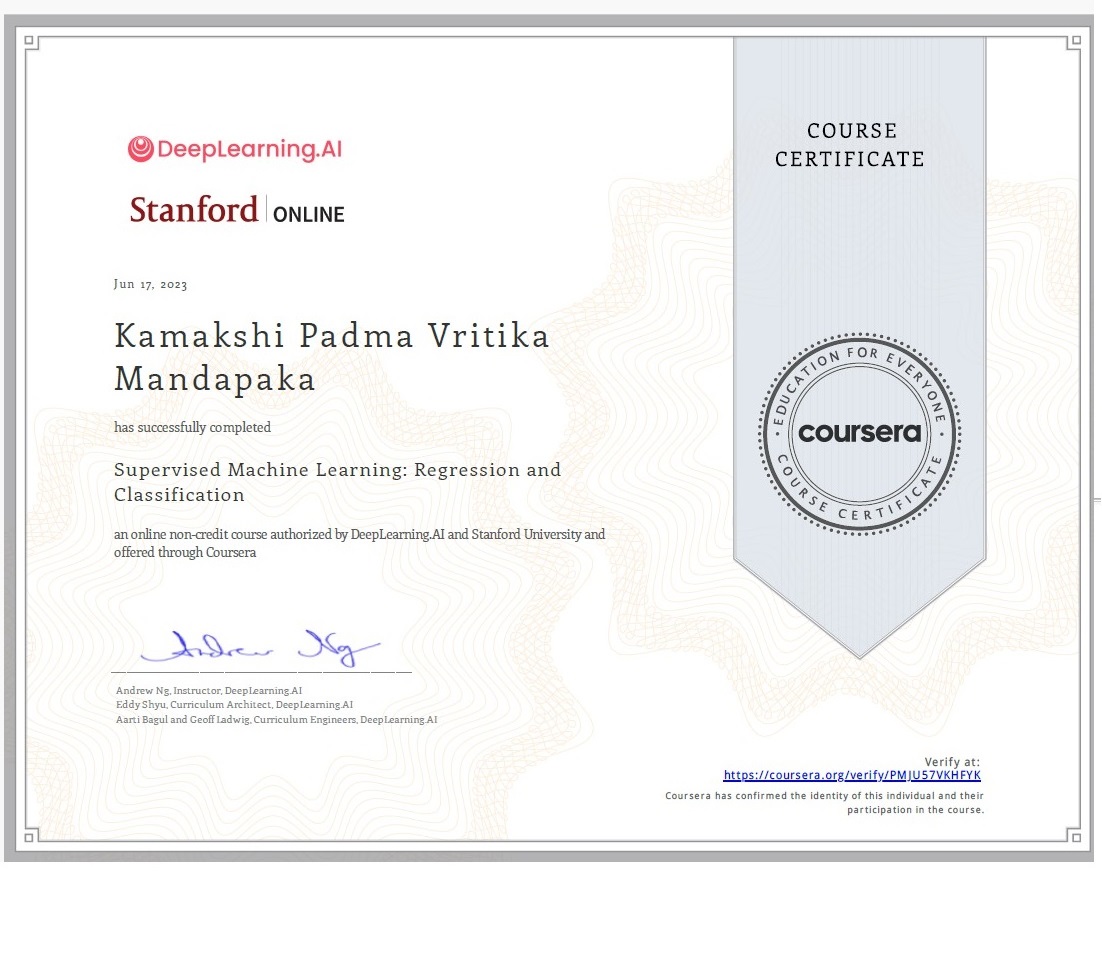 DeepLearning.AI
Stanford ONLINE
COURSE
CERTIFICATE
Jun 17, 2023
Kamakshi Padma Vritika
Mandapaka
has successfully completed
Supervised Machine Learning: Regression and
Classification
an online non-credit course authorized by DeepLearning.AI and Stanford University and
offered through Coursera
EDUCATION FOR EVERYONE
coursera
COURSE CERTIFICATE
Andrew Ng
Andrew Ng, Instructor, DeepLearning.AI
Eddy Shyu, Curriculum Architect, DeepLearning.AI
Aarti Bagul and Geoff Ladwig, Curriculum Engineers, DeepLearning.AI
Verify at:
https://coursera.org/verify/PMJU57VKHFYK
Coursera has confirmed the identity of this individual and their
participation in the course.